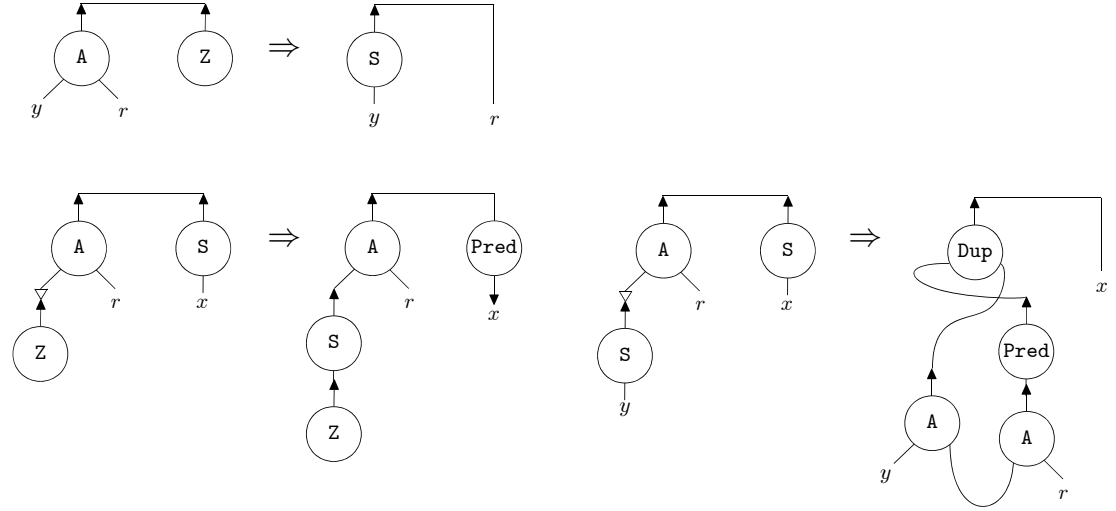 A Z ⇒ S
y r y r
A S ⇒ A Pred A S ⇒ Dup
r x r x r x x
Z S S Pred
y
Z A A
y r